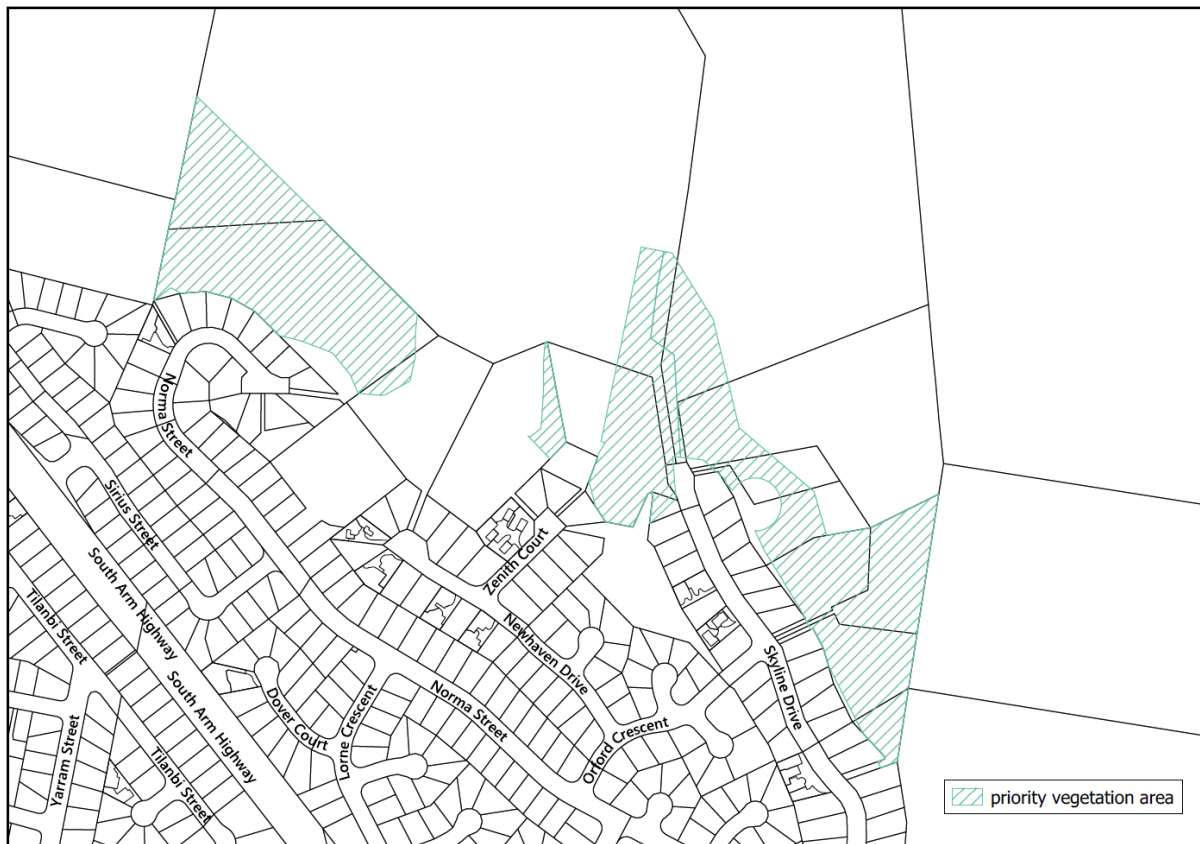 Norma Street
Sirius Street
South Arm Highway
South Arm Highway
Tilanbi Street
Yarram Street
Tilanbi Street
Dover Court
Lorne Crescent
Norma Street
Zenith Court
Newhaven Drive
Orford Crescent
Skyline Drive
priority vegetation area